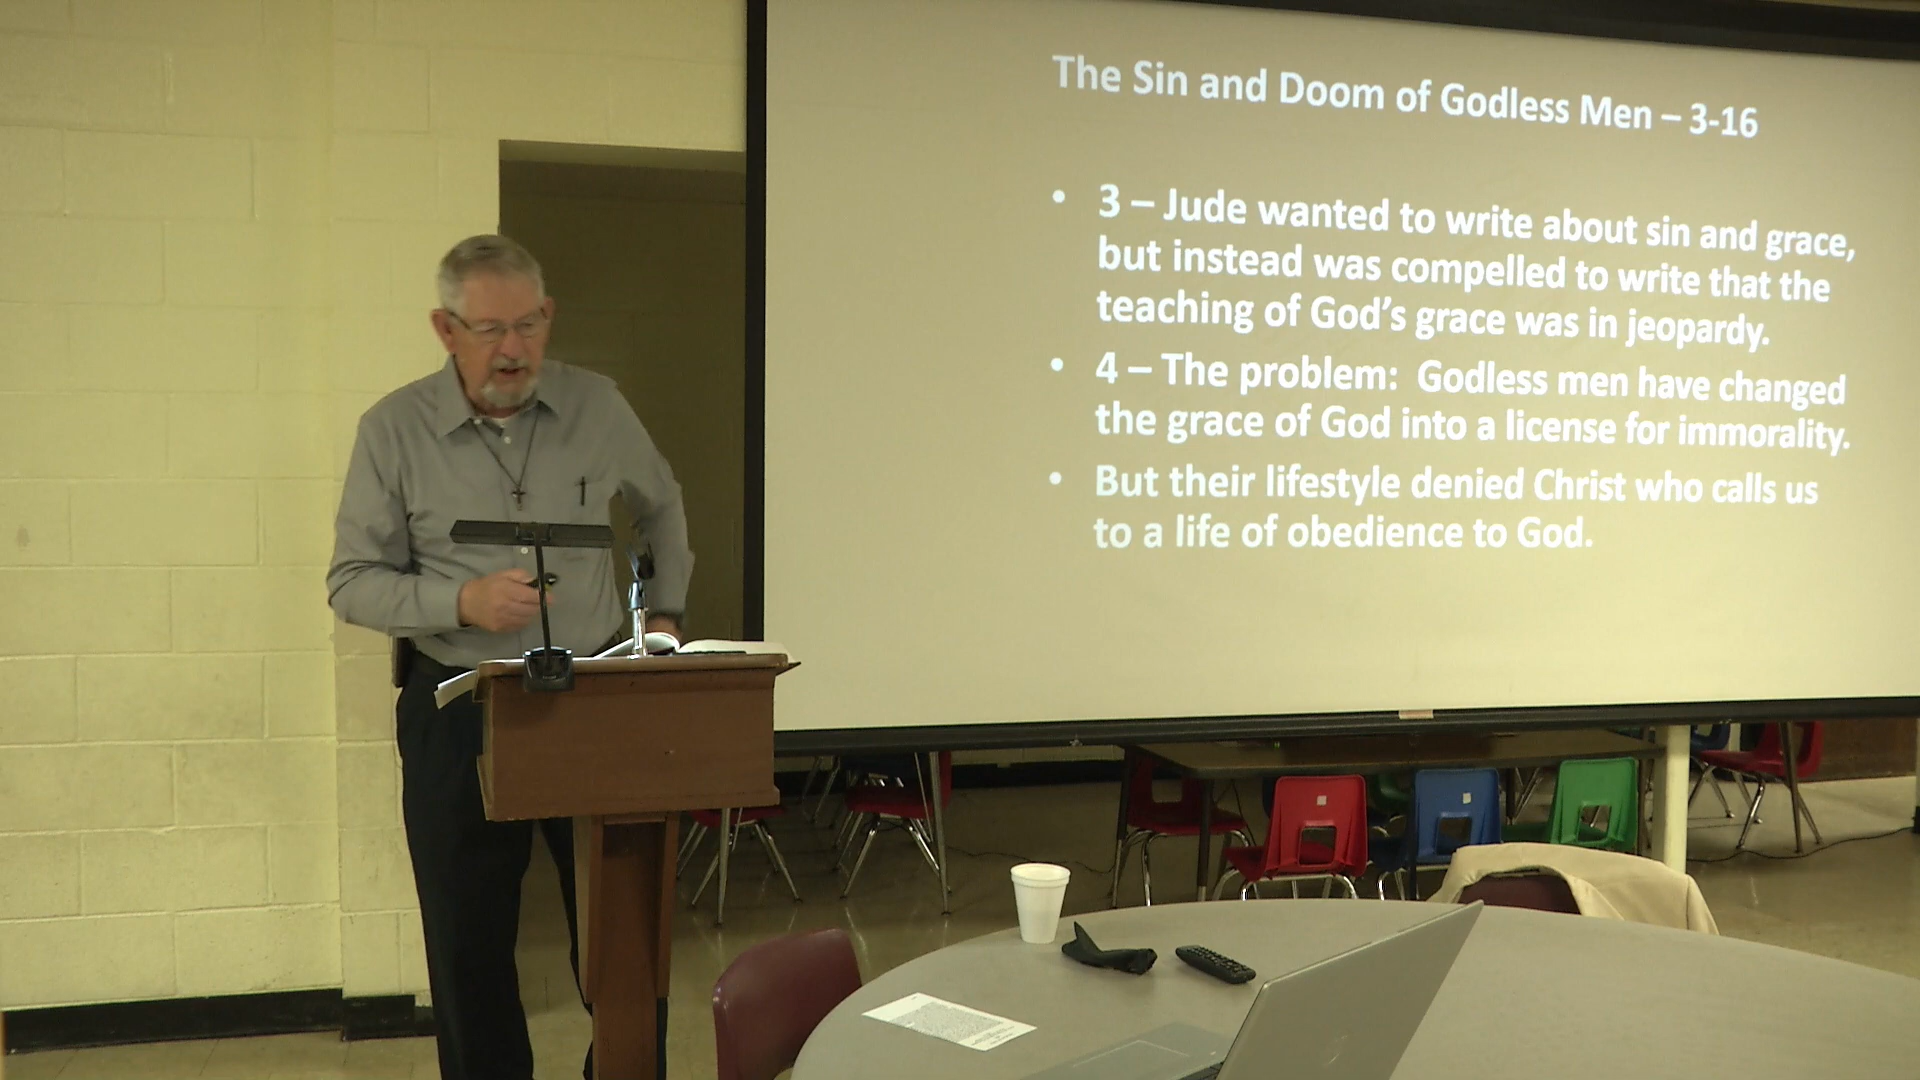 The Sin and Doom of Godless Men – 3-16
• 3 – Jude wanted to write about sin and grace,
but instead was compelled to write that the
teaching of God's grace was in jeopardy.
• 4 – The problem:  Godless men have changed
the grace of God into a license for immorality.
• But their lifestyle denied Christ who calls us
to a life of obedience to God.